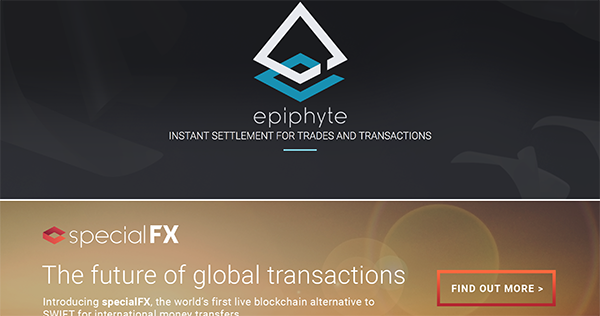 epiphyte
INSTANT SETTLEMENT FOR TRADES AND TRANSACTIONS
specialFX
The future of global transactions
FIND OUT MORE >
Introducing specialFX, the world's first live blockchain alternative to
SWIFT for international money transfers